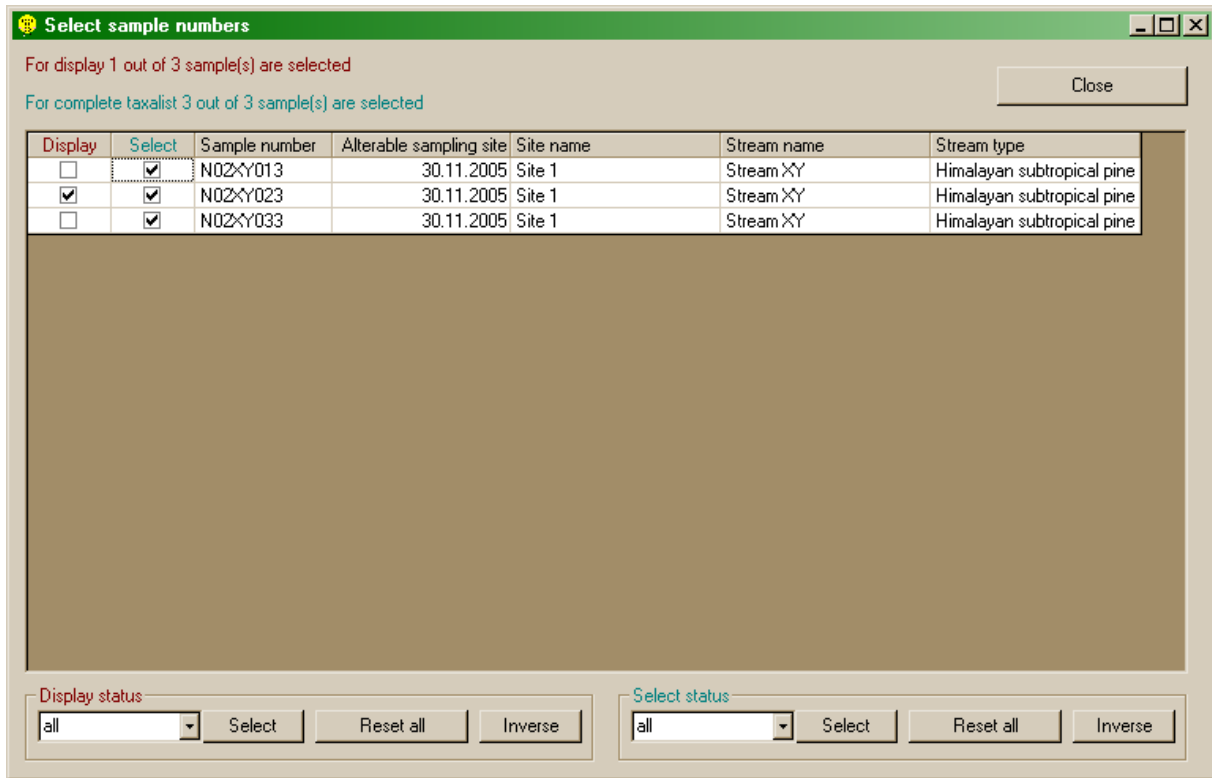 Select sample numbers
For display 1 out of 3 sample(s) are selected
Close
For complete taxalist 3 out of 3 sample(s) are selected
Display Select Sample number Alterable sampling site Site name Stream name Stream type
N02XY013 30.11.2005 Site 1 Stream XY Himalayan subtropical pine
N02XY023 30.11.2005 Site 1 Stream XY Himalayan subtropical pine
N02XY033 30.11.2005 Site 1 Stream XY Himalayan subtropical pine
Display status Select status
all Select Reset all Inverse all Select Reset all Inverse